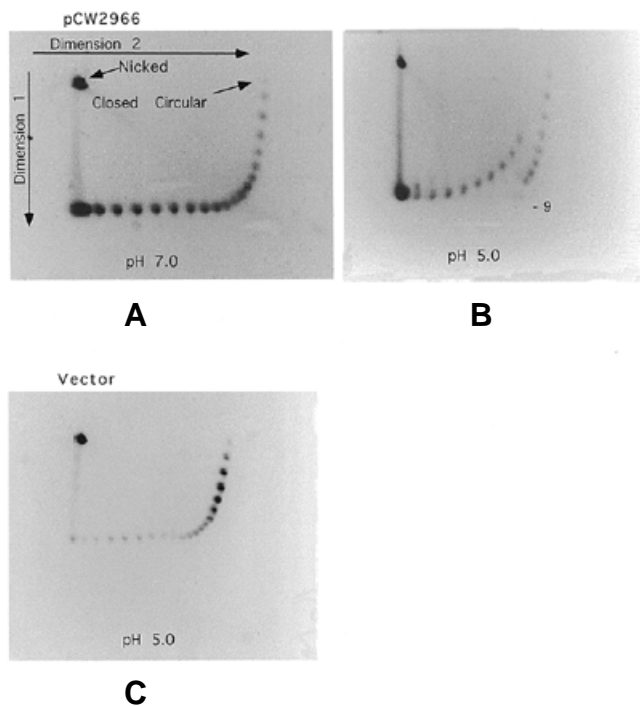 pCW2966
Dimension 2
Nicked
Closed Circular
Dimension 1
pH 7.0
- 9
pH 5.0
A
B
Vector
pH 5.0
C